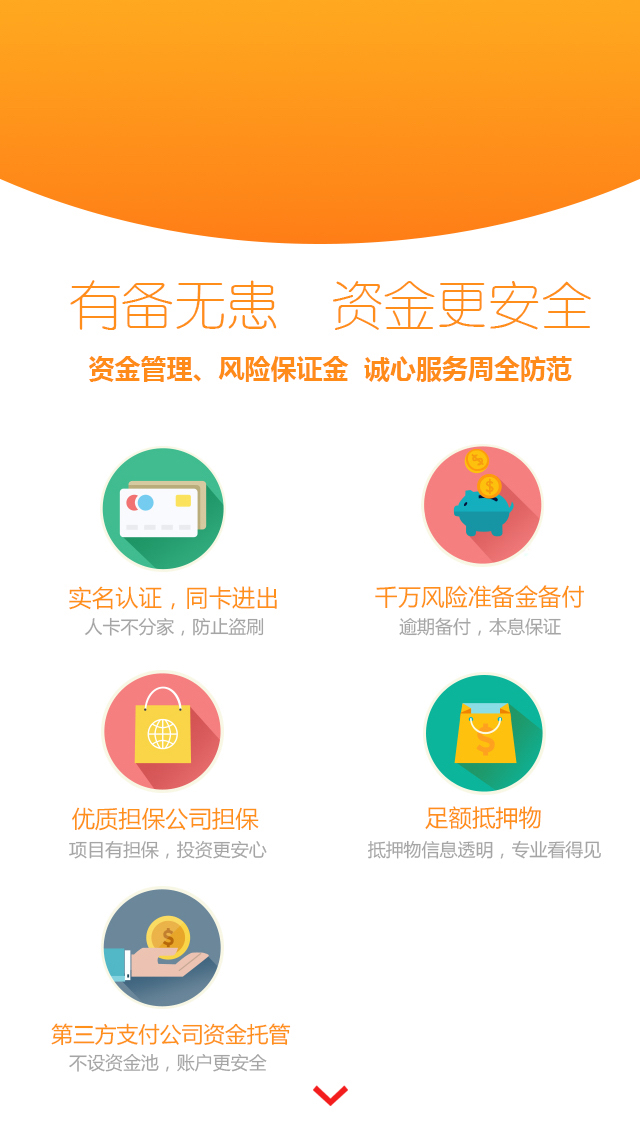 有备无患 资金更安全
资金管理、风险保证金 诚心服务周全防范
实名认证，同卡进出
人卡不分家，防止盗刷
千万风险准备金备付
逾期备付，本息保证
优质担保公司担保
项目有担保，投资更安心
足额抵押物
抵押物信息透明，专业看得见
第三方支付公司资金托管
不设资金池，账户更安全